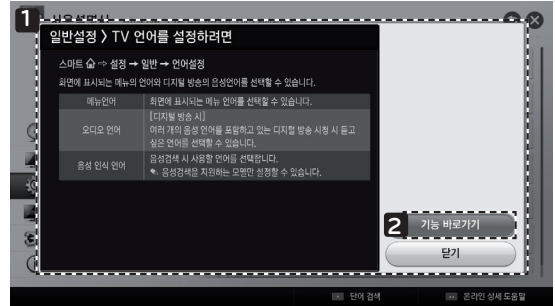 1
일반설정 > TV 언어를 설정하려면
스마트 ⇨ 설정 → 일반 → 언어설정
화면에 표시되는 메뉴의 언어와 디지털 방송의 음성언어를 선택할 수 있습니다.
메뉴언어 화면에 표시되는 메뉴 언어를 선택할 수 있습니다.
오디오 언어 [디지털 방송 시]
여러 개의 음성 언어를 포함하고 있는 디지털 방송 시청 시 듣고
싶은 언어를 선택할 수 있습니다.
음성 인식 언어 음성검색 시 사용할 언어를 선택합니다.
음성검색을 지원하는 모델만 설정할 수 있습니다.
2
기능 바로가기
닫기
단어 검색 온라인 상세 도움말